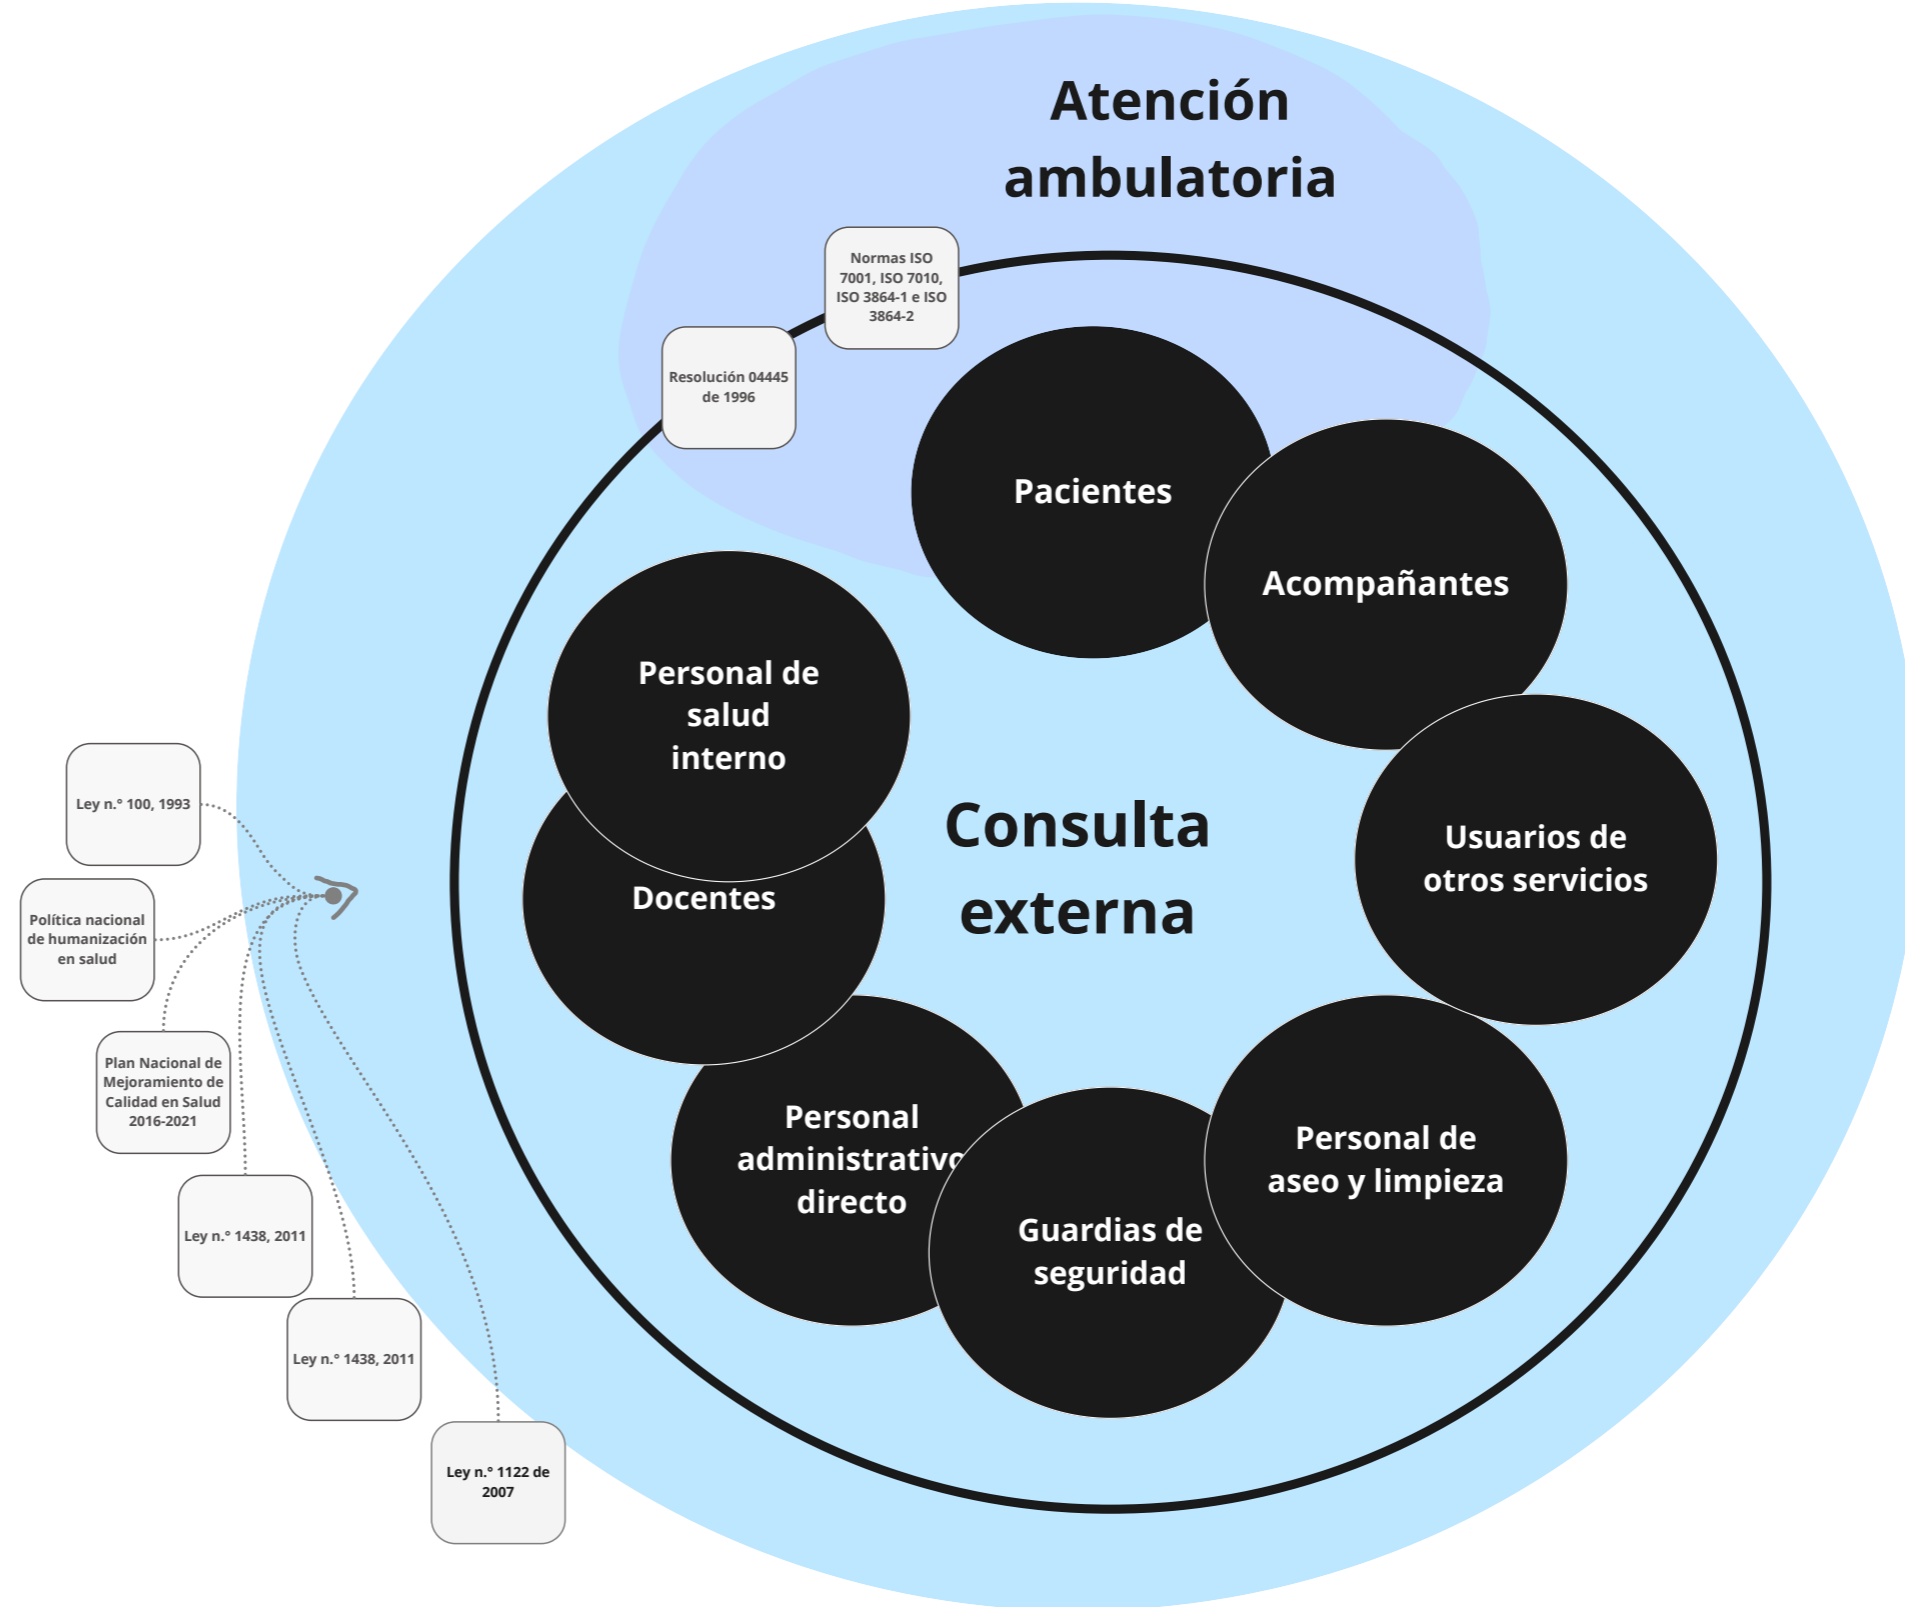 Atención
ambulatoria
Normas ISO
7001, ISO 7010,
ISO 3864-1 e ISO
3864-2
Resolución 04445
de 1996
Pacientes
Acompañantes
Personal de
salud
interno
Usuarios de
otros servicios
Consulta
externa
Docentes
Personal
administrativo
directo
Guardias de
seguridad
Personal de
aseo y limpieza
Ley n.° 100, 1993
Política nacional
de humanización
en salud
Plan Nacional de
Mejoramiento de
Calidad en Salud
2016-2021
Ley n.° 1438, 2011
Ley n.° 1438, 2011
Ley n.° 1122 de
2007